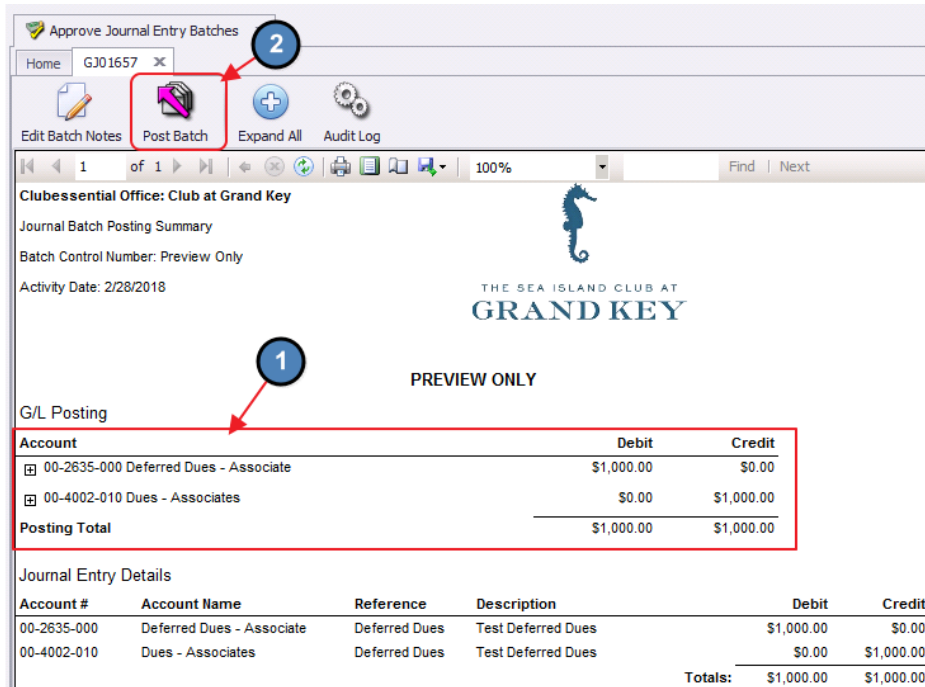 Approve Journal Entry Batches
2
Home GJ01657 X
Edit Batch Notes Post Batch Expand All Audit Log
1 of 1 100% Find | Next
Clubessential Office: Club at Grand Key
Journal Batch Posting Summary
Batch Control Number: Preview Only
Activity Date: 2/28/2018
THE SEA ISLAND CLUB AT
GRAND KEY
1
PREVIEW ONLY
G/L Posting
Account Debit Credit
00-2635-000 Deferred Dues - Associate $1,000.00 $0.00
00-4002-010 Dues - Associates $0.00 $1,000.00
Posting Total $1,000.00 $1,000.00
Journal Entry Details
Account # Account Name Reference Description Debit Credit
00-2635-000 Deferred Dues - Associate Deferred Dues Test Deferred Dues $1,000.00 $0.00
00-4002-010 Dues - Associates Deferred Dues Test Deferred Dues $0.00 $1,000.00
Totals: $1,000.00 $1,000.00